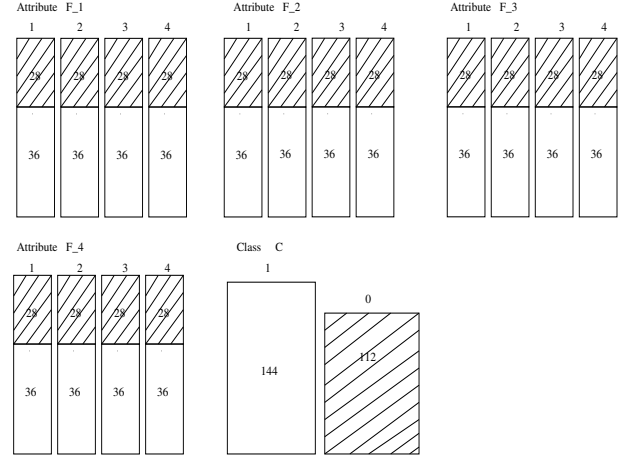 Attribute F_1 Attribute F_2 Attribute F_3
1 2 3 4 1 2 3 4 1 2 3 4
28 28 28 28 28 28 28 28 28 28 28 28
36 36 36 36 36 36 36 36 36 36 36 36
Attribute F_4 Class C
1 2 3 4 1
0
28 28 28 28
112
144
36 36 36 36